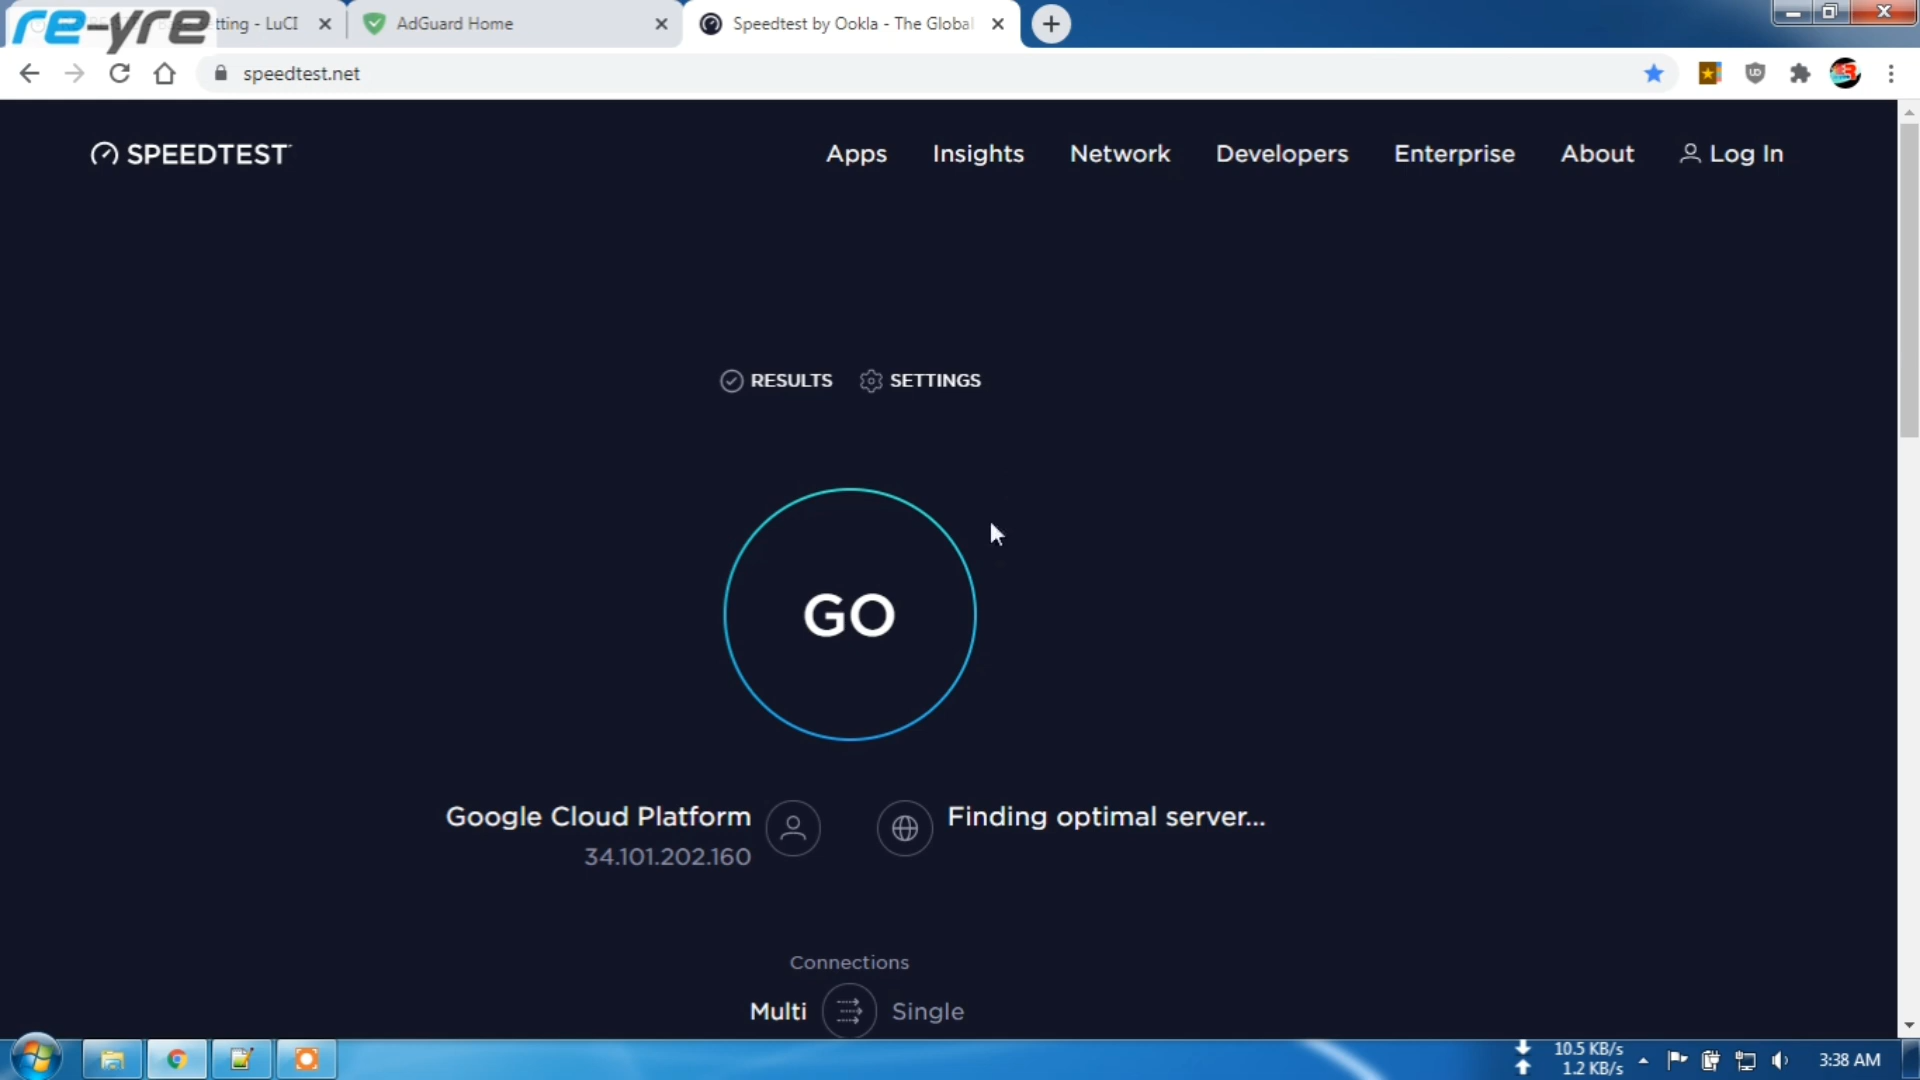 re-yre
tting - LuCI
AdGuard Home
Speedtest by Ookla - The Global
speedtest.net
SPEEDTEST
Apps
Insights
Network
Developers
Enterprise
About
Log In
RESULTS
SETTINGS
GO
Google Cloud Platform
34.101.202.160
Finding optimal server...
Connections
Multi
Single
10.5 KB/s
1.2 KB/s
3:38 AM